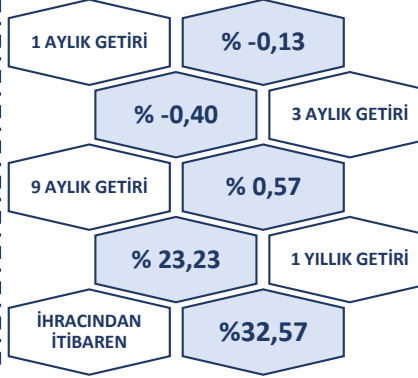 1 AYLIK GETİRİ
% -0,13
% -0,40
3 AYLIK GETİRİ
9 AYLIK GETİRİ
% 0,57
% 23,23
1 YILLIK GETİRİ
İHRACINDAN
İTİBAREN
%32,57